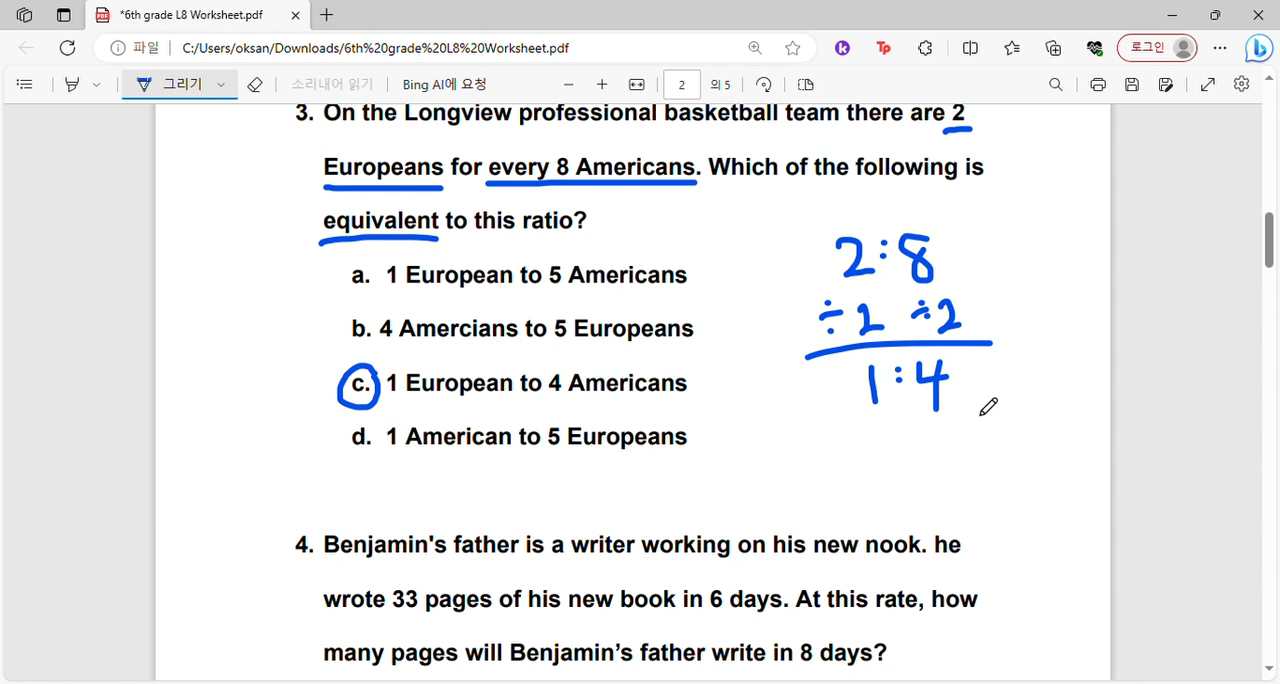 *6th grade L8 Worksheet.pdf
파일 C:/Users/oksan/Downloads/6th%20grade%20L8%20Worksheet.pdf
로그인
그리기 소리내어 읽기 Bing AI에 요청 2 의 5
3. On the Longview professional basketball team there are 2
Europeans for every 8 Americans. Which of the following is
equivalent to this ratio?
a. 1 European to 5 Americans
b. 4 Amercians to 5 Europeans
c. 1 European to 4 Americans
d. 1 American to 5 Europeans
2:8
÷2 ÷2
1:4
4. Benjamin's father is a writer working on his new nook. he
wrote 33 pages of his new book in 6 days. At this rate, how
many pages will Benjamin’s father write in 8 days?